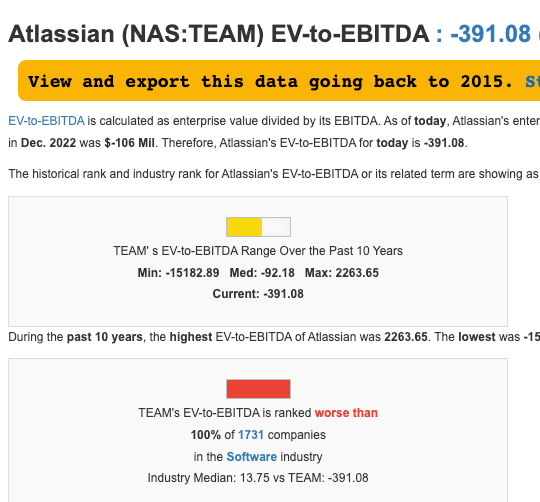 Atlassian (NAS:TEAM) EV-to-EBITDA : -391.08
View and export this data going back to 2015.
EV-to-EBITDA is calculated as enterprise value divided by its EBITDA. As of today, Atlassian's
in Dec. 2022 was $-106 Mil. Therefore, Atlassian's EV-to-EBITDA for today is -391.08.
The historical rank and industry rank for Atlassian's EV-to-EBITDA or its related term are showing as
TEAM' s EV-to-EBITDA Range Over the Past 10 Years
Min: -15182.89 Med: -92.18 Max: 2263.65
Current: -391.08
During the past 10 years, the highest EV-to-EBITDA of Atlassian was 2263.65. The lowest was
TEAM's EV-to-EBITDA is ranked worse than
100% of 1731 companies
in the Software industry
Industry Median: 13.75 vs TEAM: -391.08